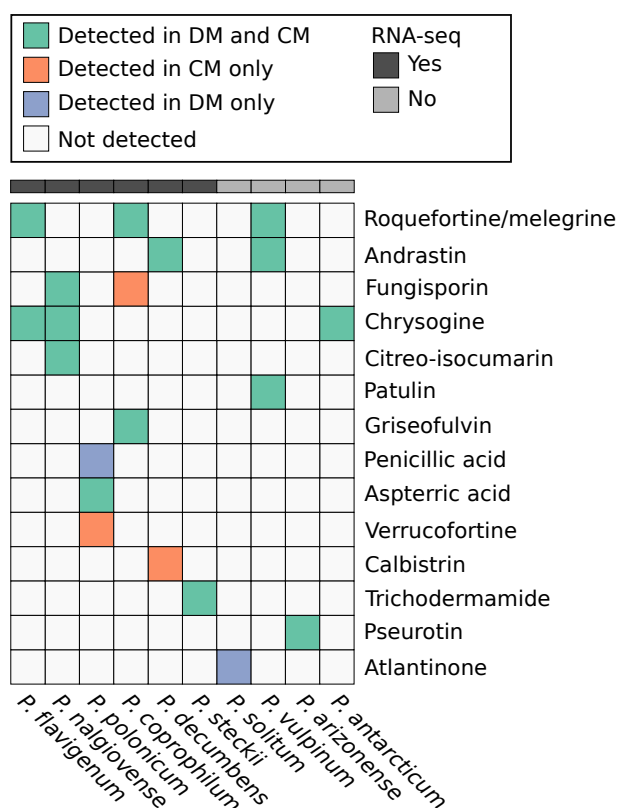 Detected in DM and CM
Detected in CM only
Detected in DM only
Not detected
RNA-seq
Yes
No
Roquefortine/melegrine
Andrastin
Fungisporin
Chrysogine
Citreo-isocumarin
Patulin
Griseofulvin
Penicillic acid
Aspterric acid
Verrucofortine
Calbistrin
Trichodermamide
Pseurotin
Atlantinone
P. flavigenum
P. nalgiovense
P. polonicum
P. coprophilum
P. decumbens
P. steckii
P. solitum
P. vulpinum
P. arizonense
P. antarcticum